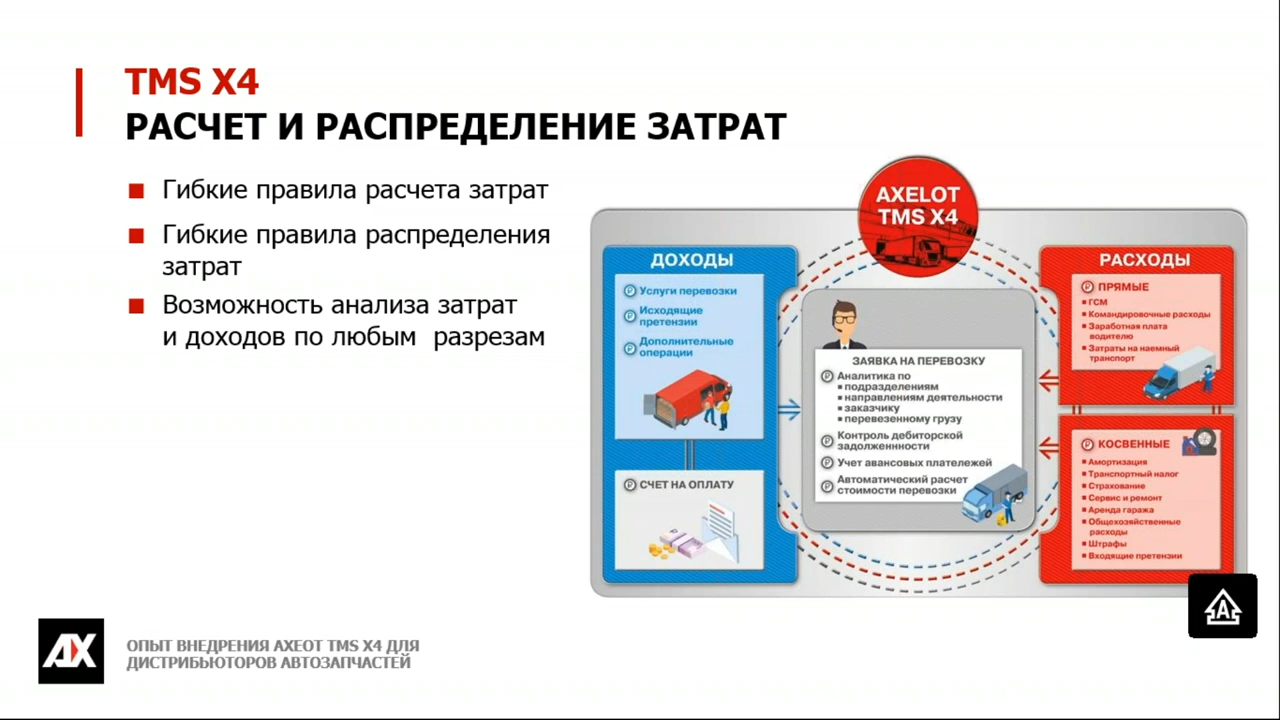 TMS X4
РАСЧЕТ И РАСПРЕДЕЛЕНИЕ ЗАТРАТ
Гибкие правила расчета затрат
Гибкие правила распределения
затрат
Возможность анализа затрат
и доходов по любым разрезам
AXELOT
TMS X4
ДОХОДЫ
Услуги перевозки
Исходящие
претензии
Дополнительные
операции
СЧЕТ НА ОПЛАТУ
ЗАЯВКА НА ПЕРЕВОЗКУ
Аналитика по
подразделениям
направлениям деятельности
заказчику
перевезенному грузу
Контроль дебиторской
задолженнности
Учет авансовых платележей
Автоматический расчет
стоимости перевозки
РАСХОДЫ
ПРЯМЫЕ
ГСМ
Командировочные расходы
Заработная плата
водителю
Затраты на наемный
транспорт
КОСВЕННЫЕ
Амортизация
Транспортный налог
Страхование
Сервис и ремонт
Аренда гаража
Общехозяйственные
расходы
Штрафы
Входящие претензии
A
AX
ОПЫТ ВНЕДРЕНИЯ AXEOT TMS X4 ДЛЯ
ДИСТРИБЬЮТОРОВ АВТОЗАПЧАСТЕЙ